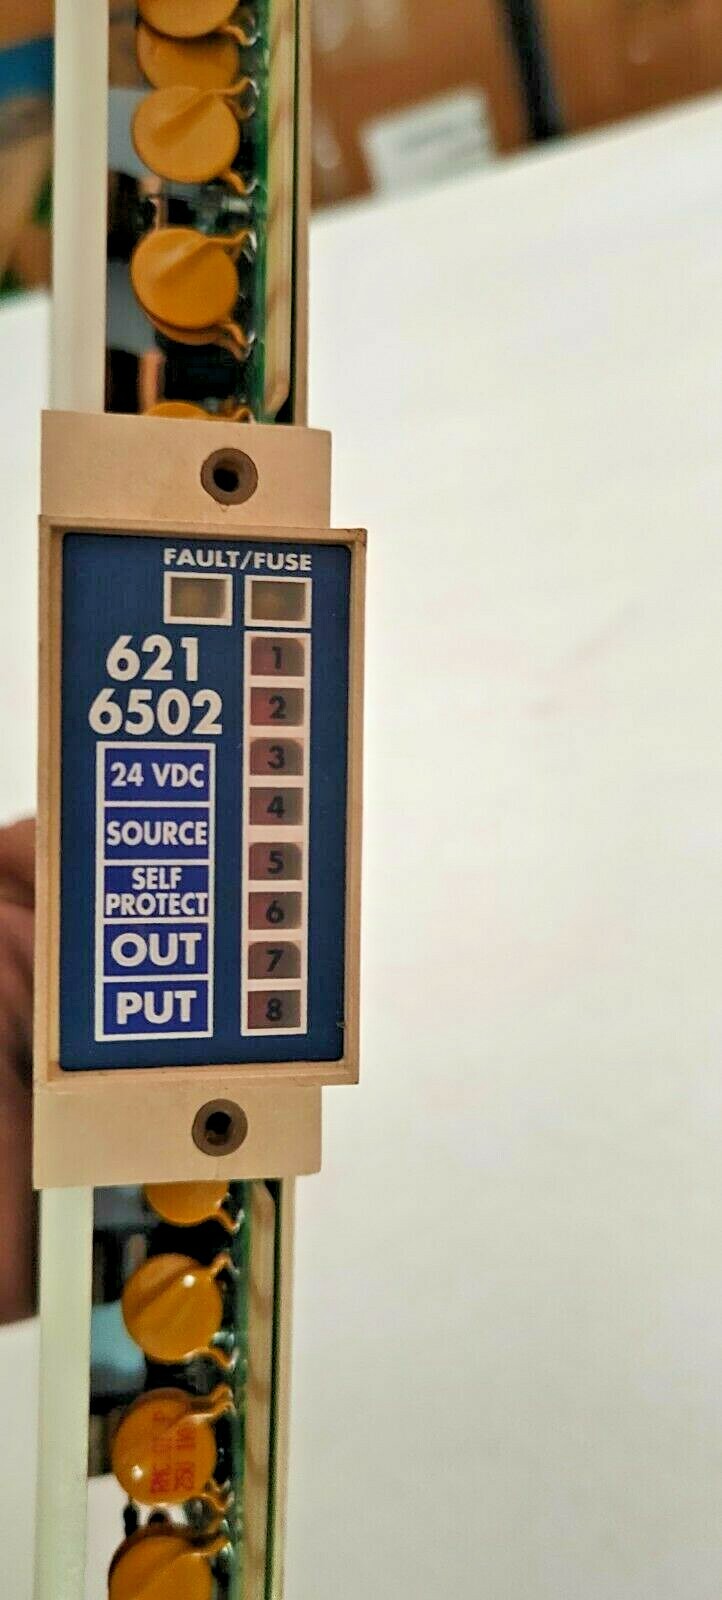 FAULT/FUSE
621
6502
24 VDC
SOURCE
SELF
PROTECT
OUT
PUT
1
2
3
4
5
6
7
8